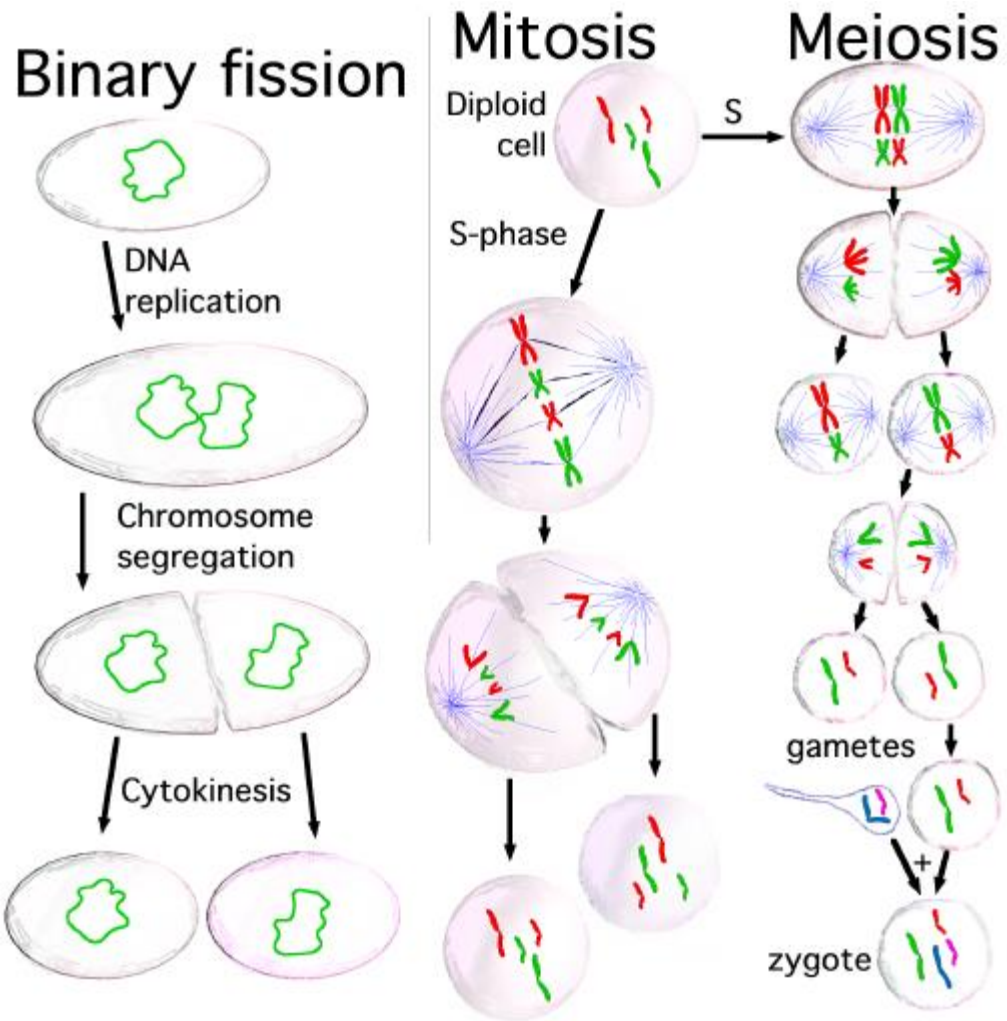 Binary fission
DNA
replication
Chromosome
segregation
Cytokinesis
Mitosis
Diploid
cell
S
S-phase
Meiosis
gametes
+
zygote